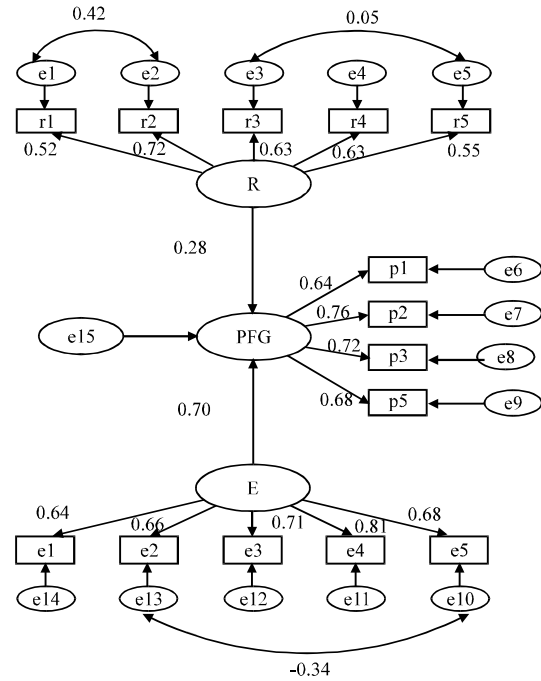 0.42 0.05
e1 e2 e3 e4 e5
r1 r2 r3 r4 r5
0.52 0.72 0.63 0.63 0.55
R
0.28
p1 e6
0.64
0.76 p2 e7
e15 PFG
0.72 p3 e8
0.68 p5 e9
0.70
E
0.64 0.66 0.71 0.81 0.68
e1 e2 e3 e4 e5
e14 e13 e12 e11 e10
-0.34